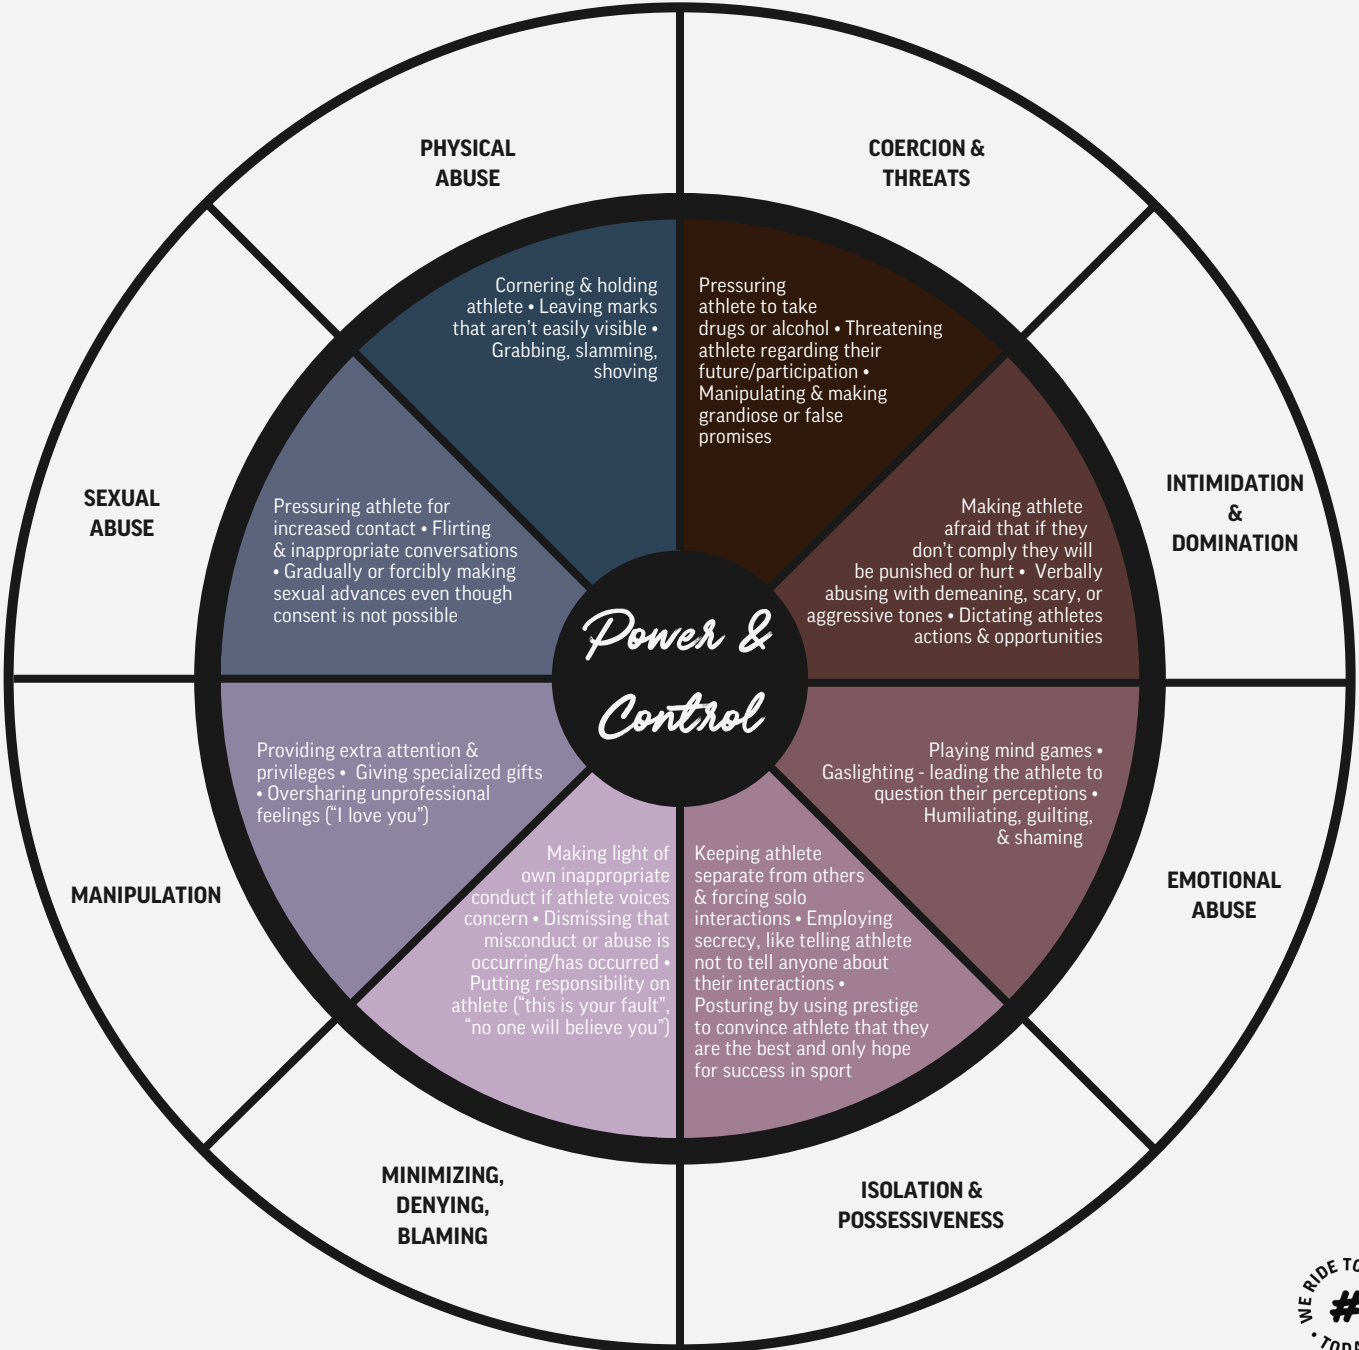 PHYSICAL
ABUSE
COERCION &
THREATS
Cornering & holding
athlete • Leaving marks
that aren’t easily visible •
Grabbing, slamming,
shoving
Pressuring
athlete to take
drugs or alcohol • Threatening
athlete regarding their
future/participation •
Manipulating & making
grandiose or false
promises
SEXUAL
ABUSE
Pressuring athlete for
increased contact • Flirting
& inappropriate conversations
• Gradually or forcibly making
sexual advances even though
consent is not possible
INTIMIDATION
&
DOMINATION
Making athlete
afraid that if they
don’t comply they will
be punished or hurt • Verbally
abusing with demeaning, scary, or
aggressive tones • Dictating athletes
actions & opportunities
Power &
Control
MANIPULATION
Providing extra attention &
privileges • Giving specialized gifts
• Oversharing unprofessional
feelings (“I love you”)
EMOTIONAL
ABUSE
Playing mind games •
Gaslighting - leading the athlete to
question their perceptions •
Humiliating, guilting,
& shaming
Making light of
own inappropriate
conduct if athlete voices
concern • Dismissing that
misconduct or abuse is
occurring/has occurred •
Putting responsibility on
athlete (“this is your fault”,
“no one will believe you”)
Keeping athlete
separate from others
& forcing solo
interactions • Employing
secrecy, like telling athlete
not to tell anyone about
their interactions •
Posturing by using prestige
to convince athlete that they
are the best and only hope
for success in sport
MINIMIZING,
DENYING,
BLAMING
ISOLATION &
POSSESSIVENESS
WE RIDE
#